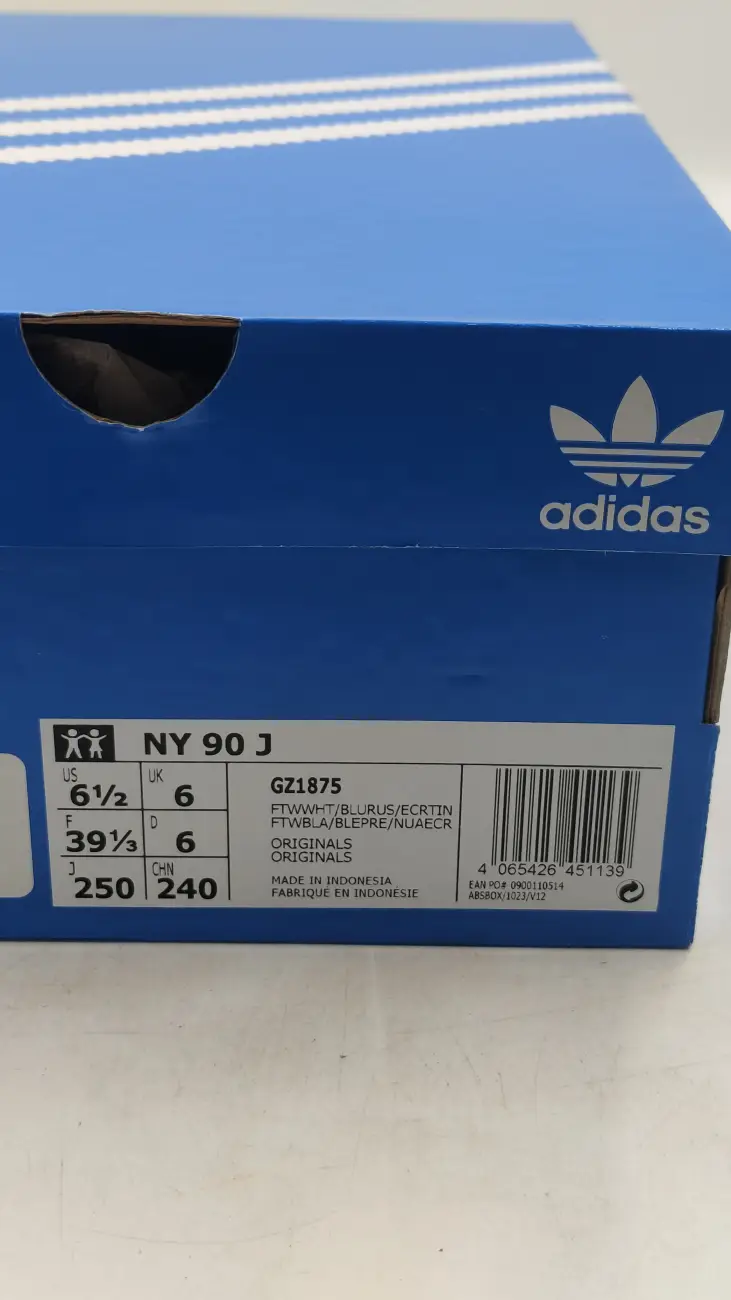 adidas
NY 90 J
US 6½ UK 6
F 39⅓ D 6
J 250 CHN 240
GZ1875
FTWWHT/BLURUS/ECRTIN
FTWBLA/BLEPRE/NUAECR
ORIGINALS
ORIGINALS
MADE IN INDONESIA
FABRIQUÉ EN INDONÉSIE
4 065426 451139
EAN PO# 0900110514
ABSBOX/1023/V12